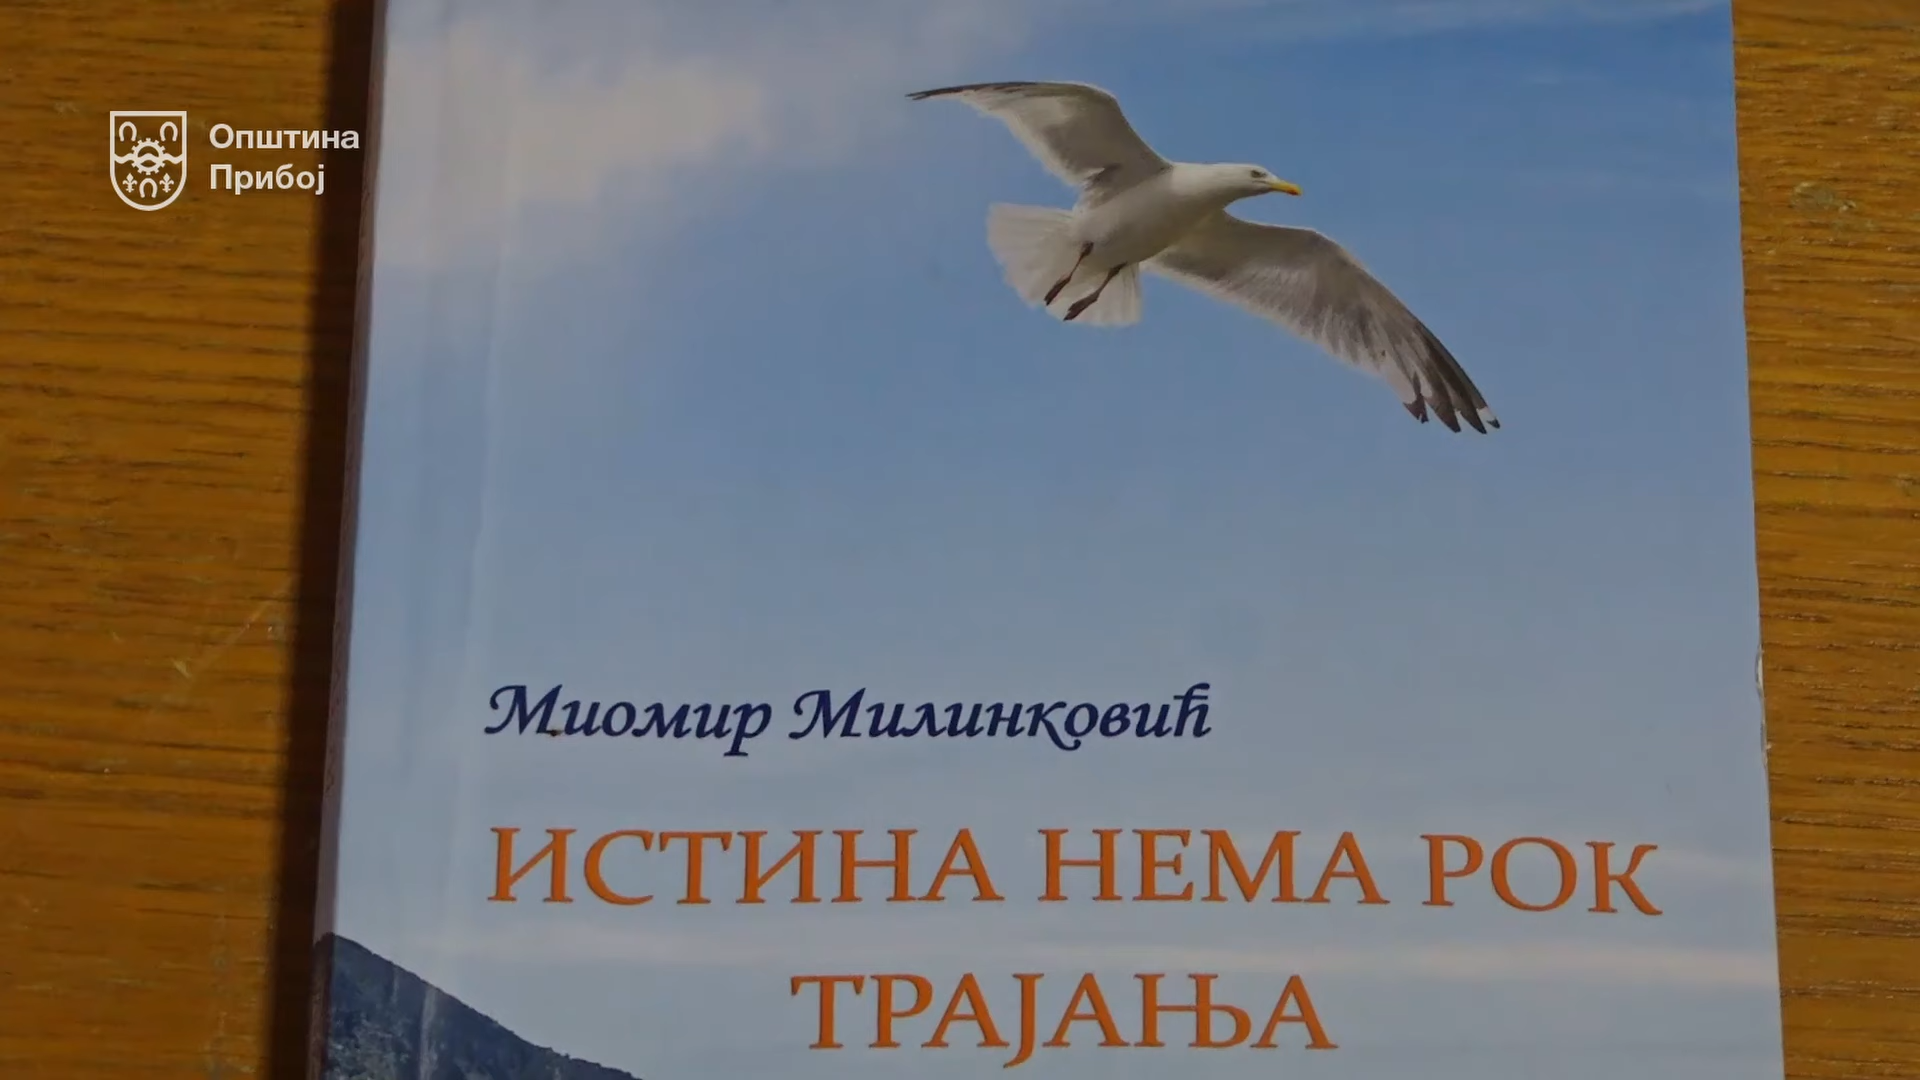 Општина
Прибој
Миомир Милинковић
ИСТИНА НЕМА РОК
ТРАЈАЊА